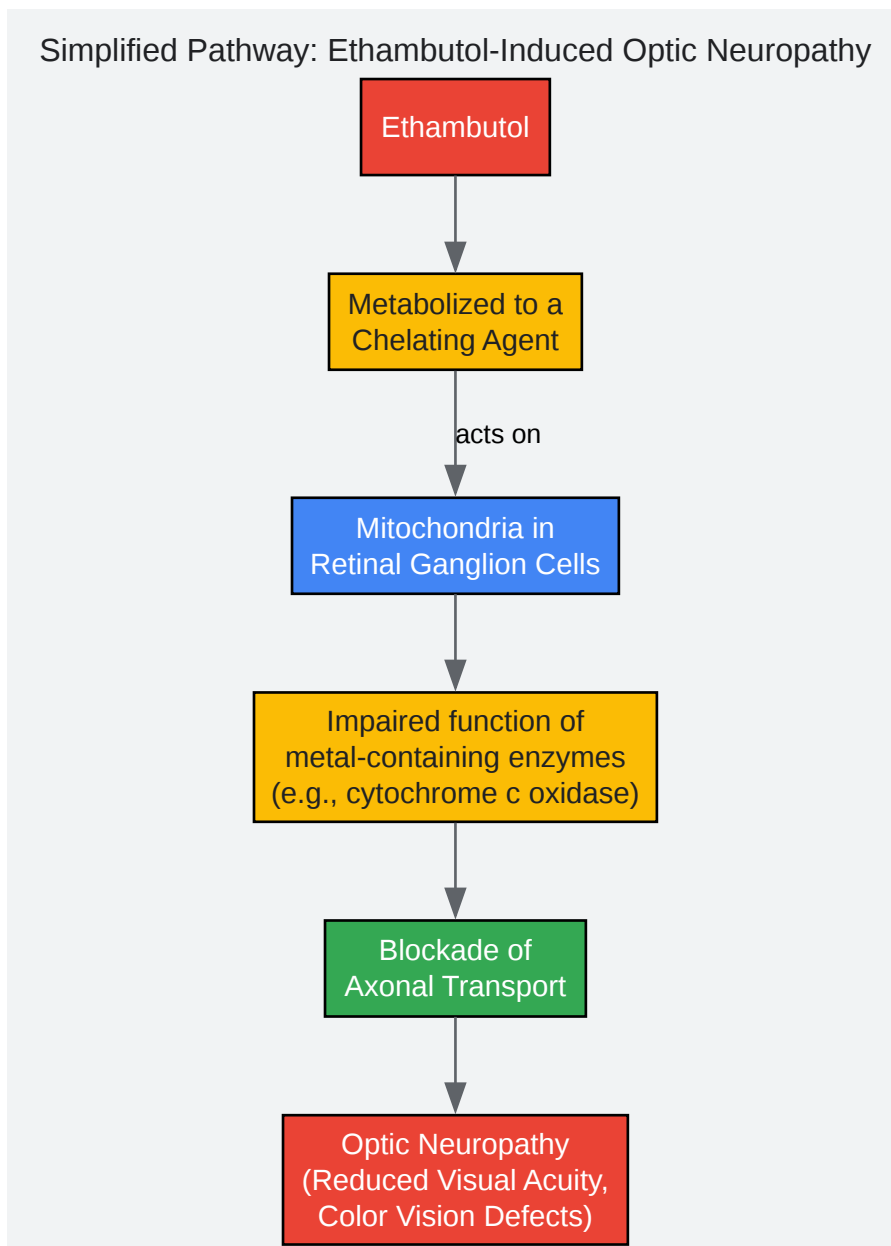 Simplified Pathway: Ethambutol-Induced Optic Neuropathy
Ethambutol
Metabolized to a
Chelating Agent
acts on
Mitochondria in
Retinal Ganglion Cells
Impaired function of
metal-containing enzymes
(e.g., cytochrome c oxidase)
Blockade of
Axonal Transport
Optic Neuropathy
(Reduced Visual Acuity,
Color Vision Defects)